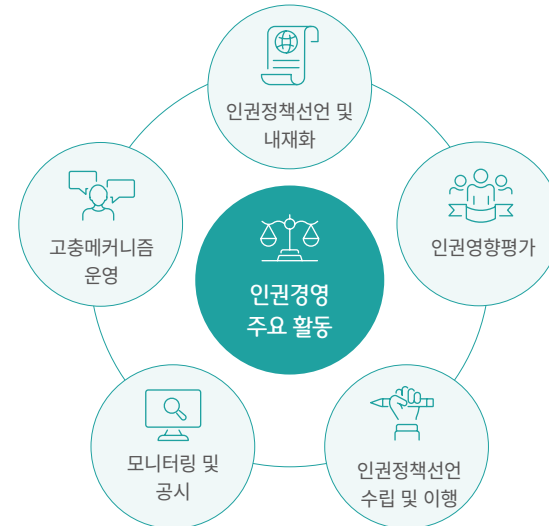 인권정책선언 및
내재화
인권영향평가
인권정책선언
수립 및 이행
모니터링 및
공시
고충메커니즘
운영
인권경영
주요 활동